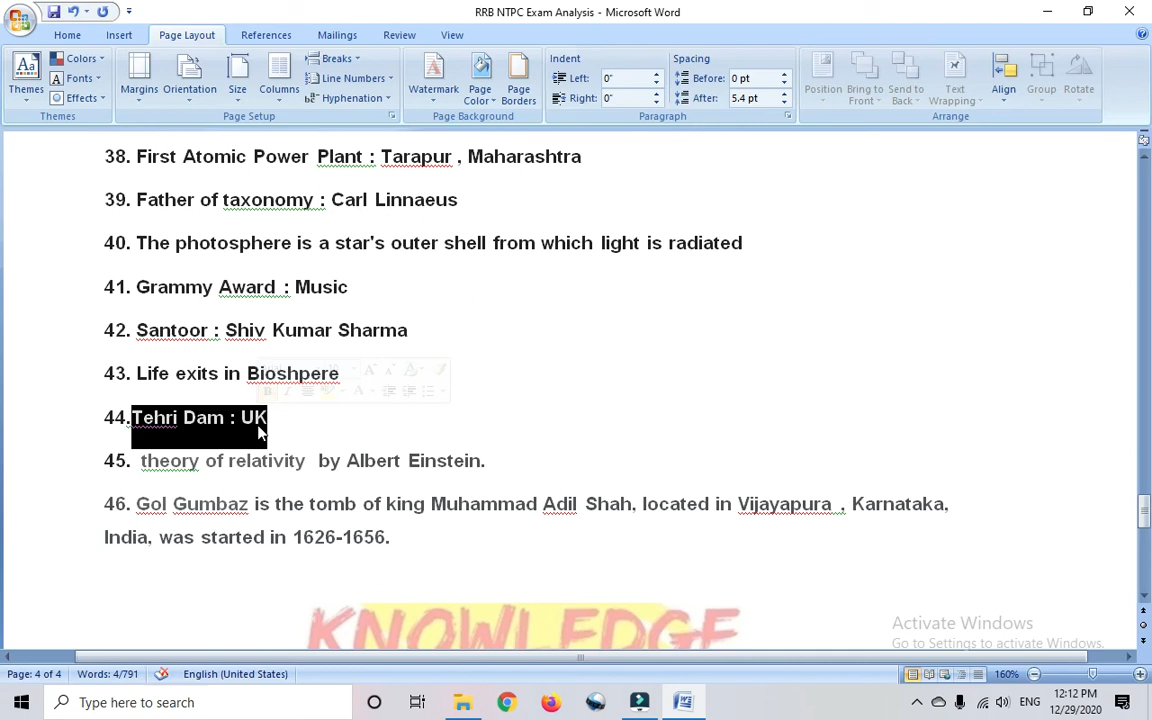 RRB NTPC Exam Analysis - Microsoft Word
Home Insert Page Layout References Mailings Review View
Themes Colors Fonts Effects
Themes
Margins Orientation Size Columns Breaks Line Numbers Hyphenation
Page Setup
Watermark Page Color Page Borders
Page Background
Indent Spacing
Left: 0" Before: 0 pt
Right: 0" After: 5.4 pt
Paragraph
Position Bring to Front Send to Back Text Wrapping Align Group Rotate
Arrange
38. First Atomic Power Plant : Tarapur , Maharashtra
39. Father of taxonomy : Carl Linnaeus
40. The photosphere is a star's outer shell from which light is radiated
41. Grammy Award : Music
42. Santoor : Shiv Kumar Sharma
43. Life exits in Bioshpere
44.Tehri Dam : UK
45. theory of relativity by Albert Einstein.
46. Gol Gumbaz is the tomb of king Muhammad Adil Shah, located in Vijayapura , Karnataka,
India, was started in 1626-1656.
KNOWLEDGE
Activate Windows
Go to Settings to activate Windows.
Page: 4 of 4 Words: 4/791 English (United States) 160%
Type here to search
ENG 12:12 PM
12/29/2020